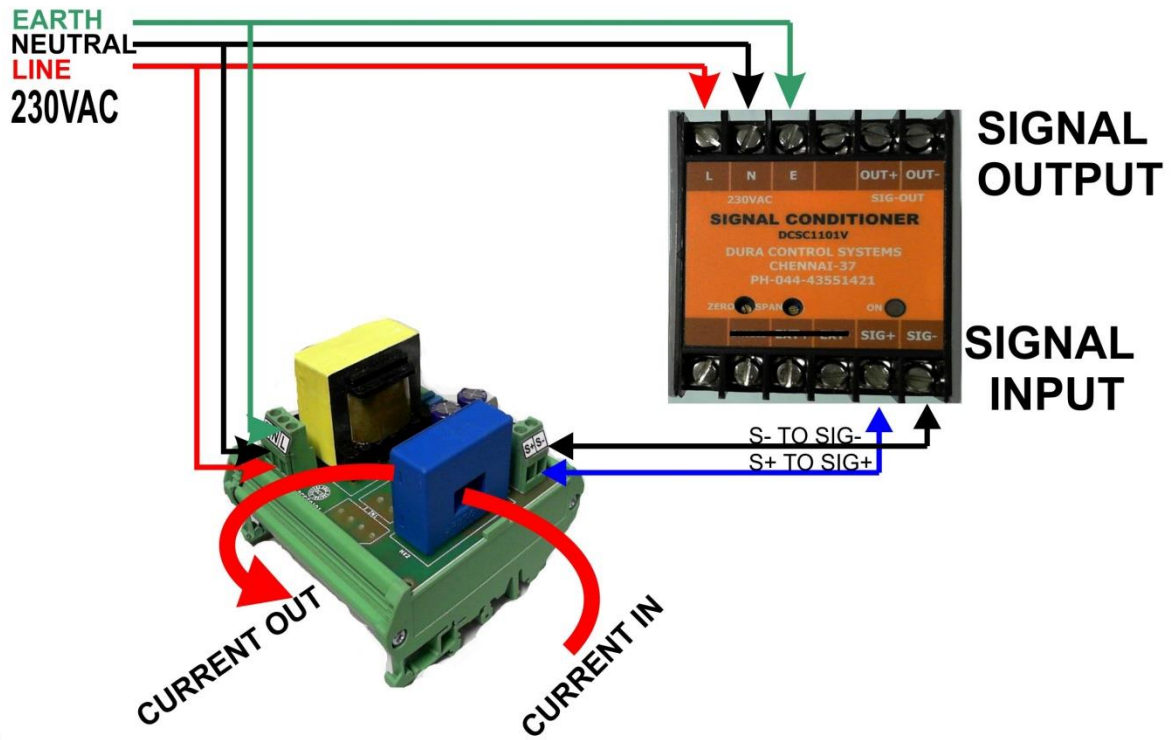 EARTH
NEUTRAL
LINE
230VAC
SIGNAL
OUTPUT
L N E OUT+ OUT-
230VAC SIG-OUT
SIGNAL CONDITIONER
DCSC1101V
DURA CONTROL SYSTEMS
CHENNAI-37
PH-044-43551421
ZERO SPAN ON
SIG+ SIG-
SIGNAL
INPUT
S- TO SIG-
S+ TO SIG+
N L
S+ S-
CURRENT OUT
CURRENT IN